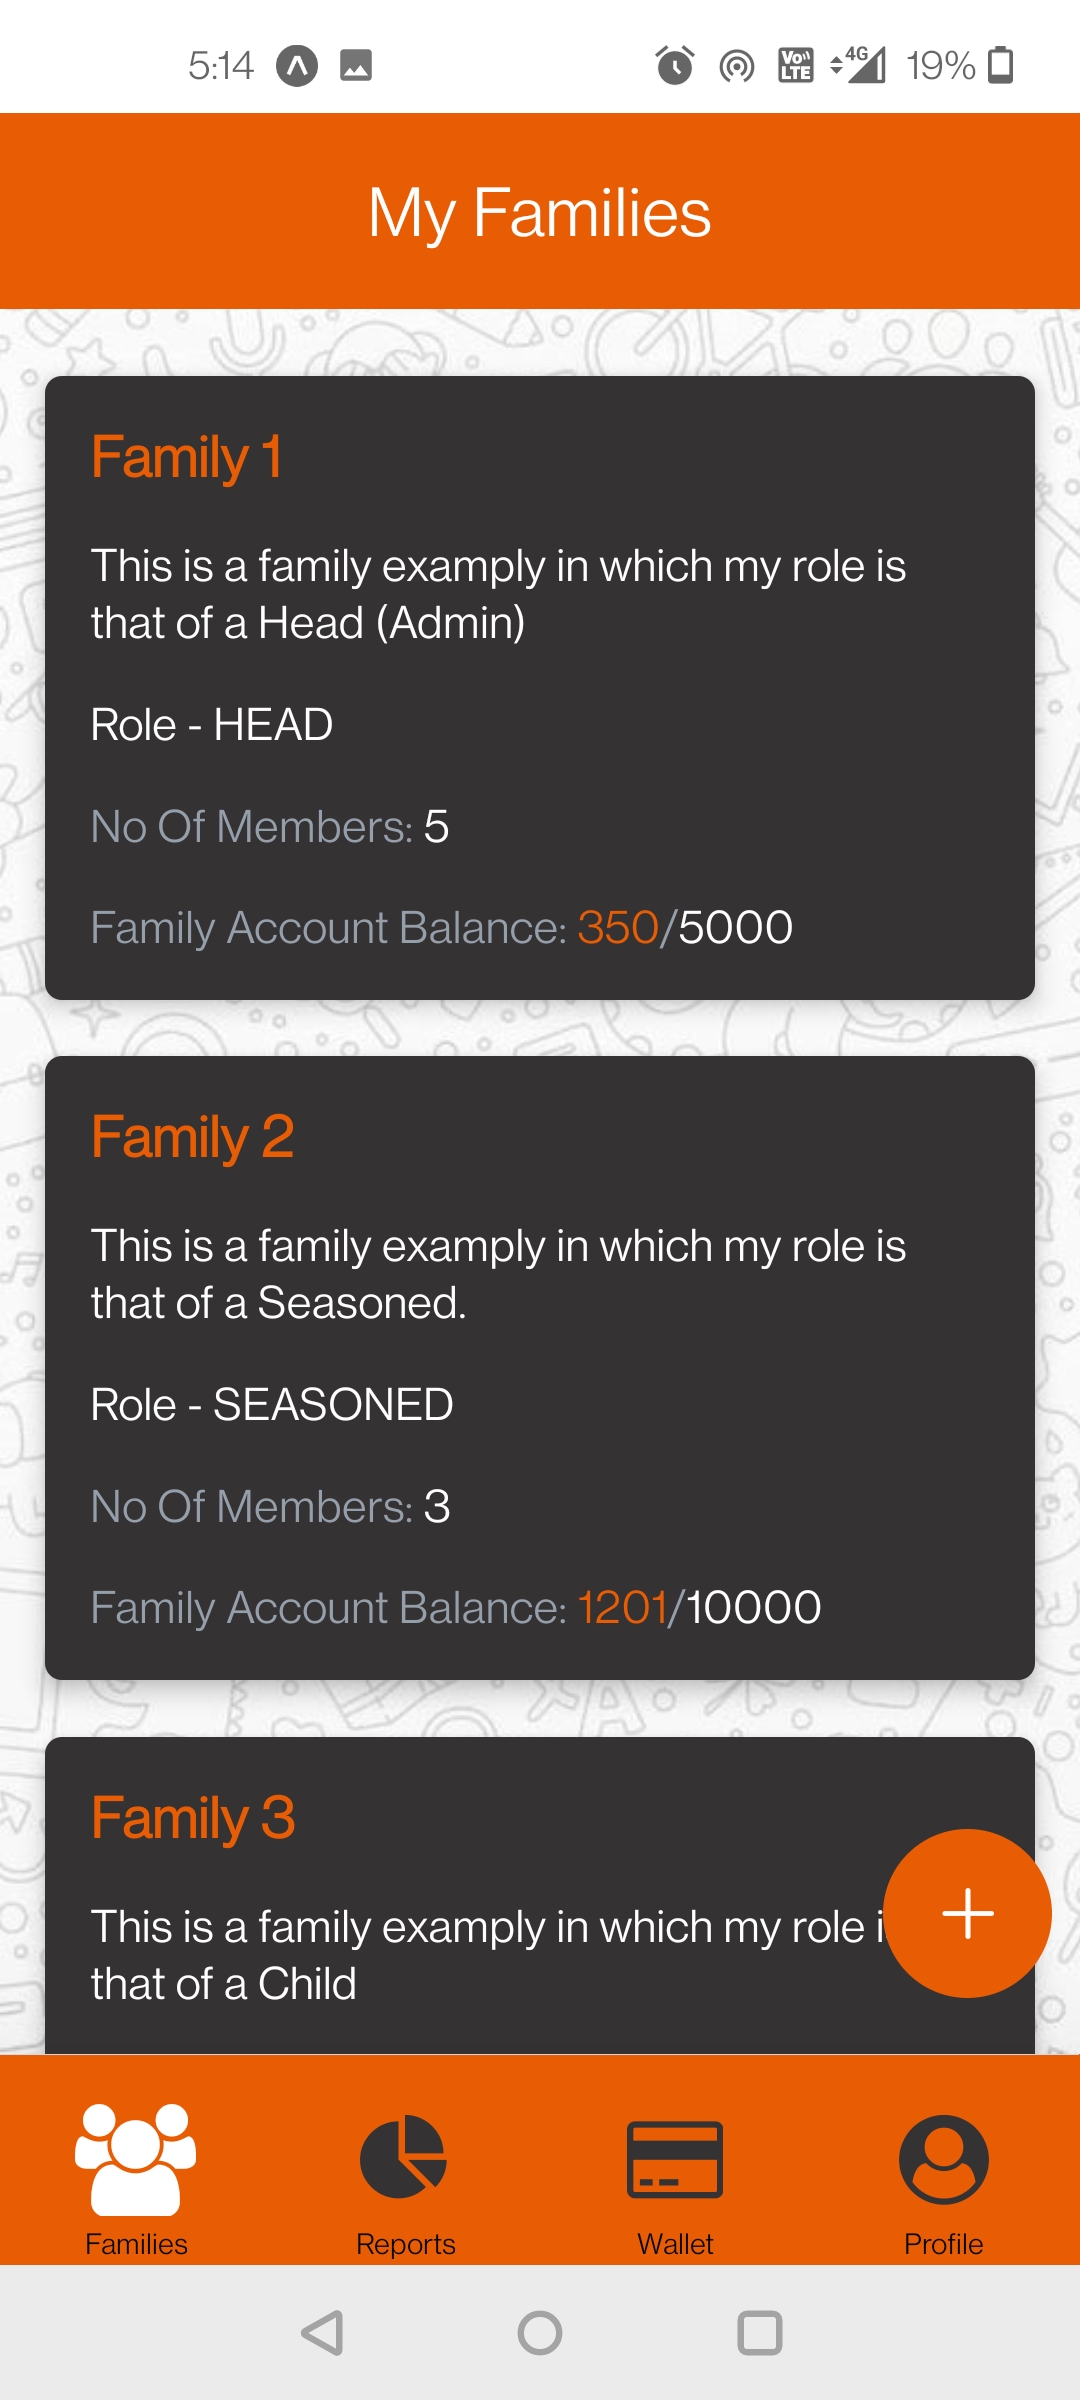 5:14 Vo LTE 4G 19%
My Families
Family 1
This is a family examply in which my role is
that of a Head (Admin)
Role - HEAD
No Of Members: 5
Family Account Balance: 350/5000
Family 2
This is a family examply in which my role is
that of a Seasoned.
Role - SEASONED
No Of Members: 3
Family Account Balance: 1201/10000
Family 3
This is a family examply in which my role
that of a Child
Families Reports Wallet Profile